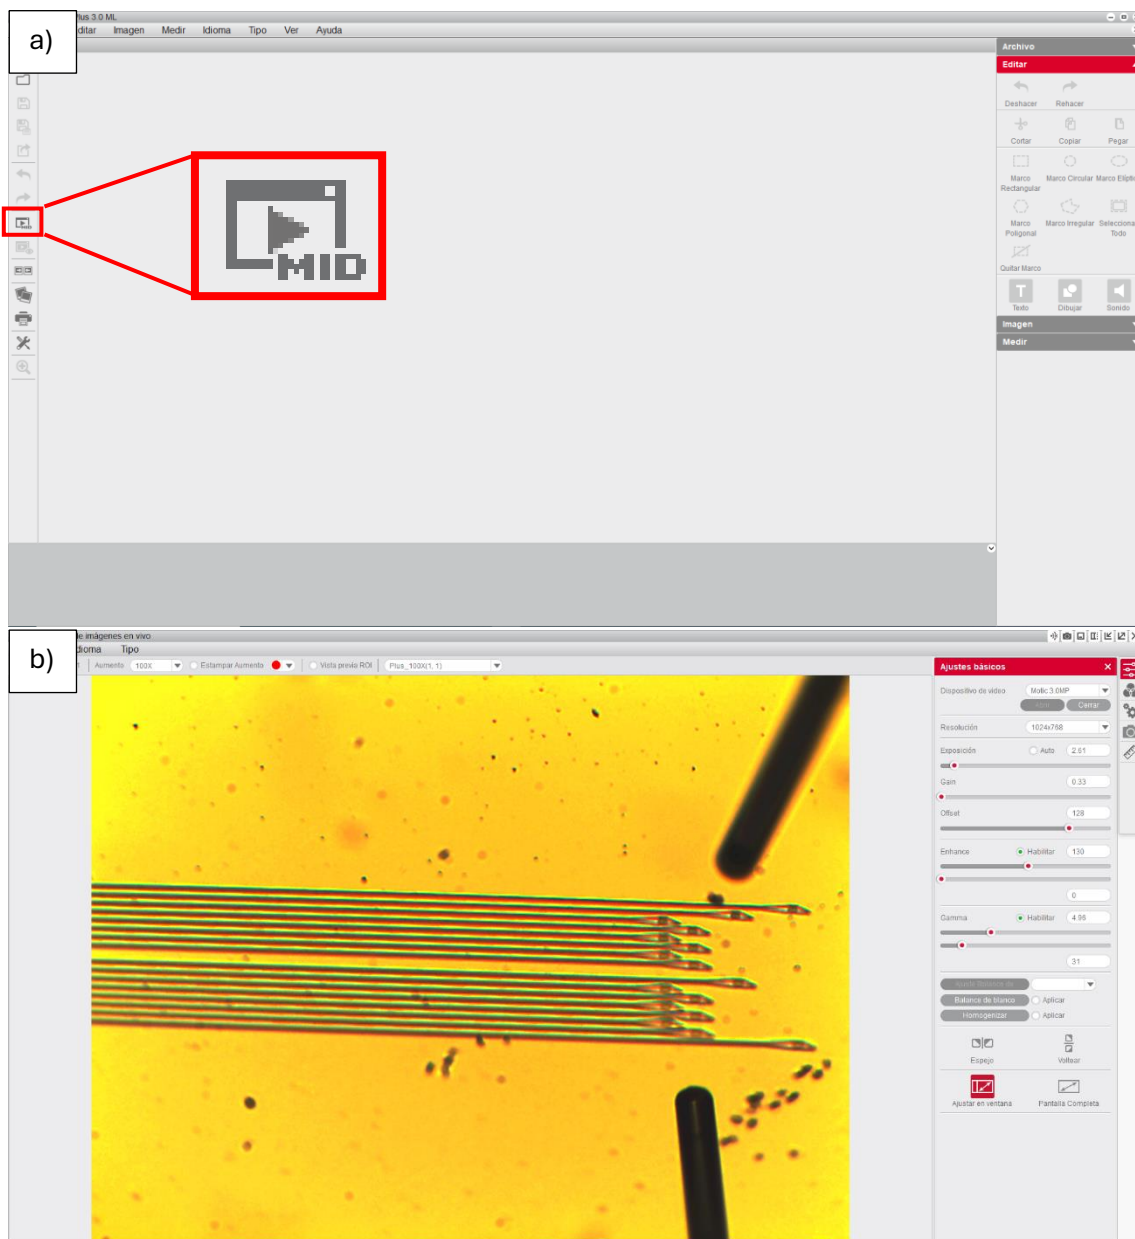 a)
Plus 3.0 ML
ditar Imagen Medir Idioma Tipo Ver Ayuda
Archivo
Editar
Deshacer Rehacer
Cortar Copiar Pegar
Marco Rectangular Marco Circular Marco Elíptic
Marco Poligonal Marco Irregular Selecciona Todo
Quitar Marco
Texto Dibujar Sonido
Imagen
Medir
MID
b)
de imágenes en vivo
dioma Tipo
Aumento 100X Estampar Aumento Vista previa ROI (Plus_100X(1, 1)
Ajustes básicos
Dispositivo de video Motic 3.0MP
Abrir Cerrar
Resolución 1024x768
Exposición Auto 2.61
Gain 0.33
Offset 128
Enhance Habilitar 130
0
Gamma Habilitar 4.96
31
Balance de blanco Aplicar
Homogenizar Aplicar
Espejo Voltear
Ajustar en ventana Pantalla Completa